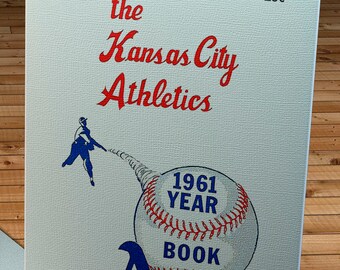 the
Kansas City
Athletics
1961
YEAR
BOOK